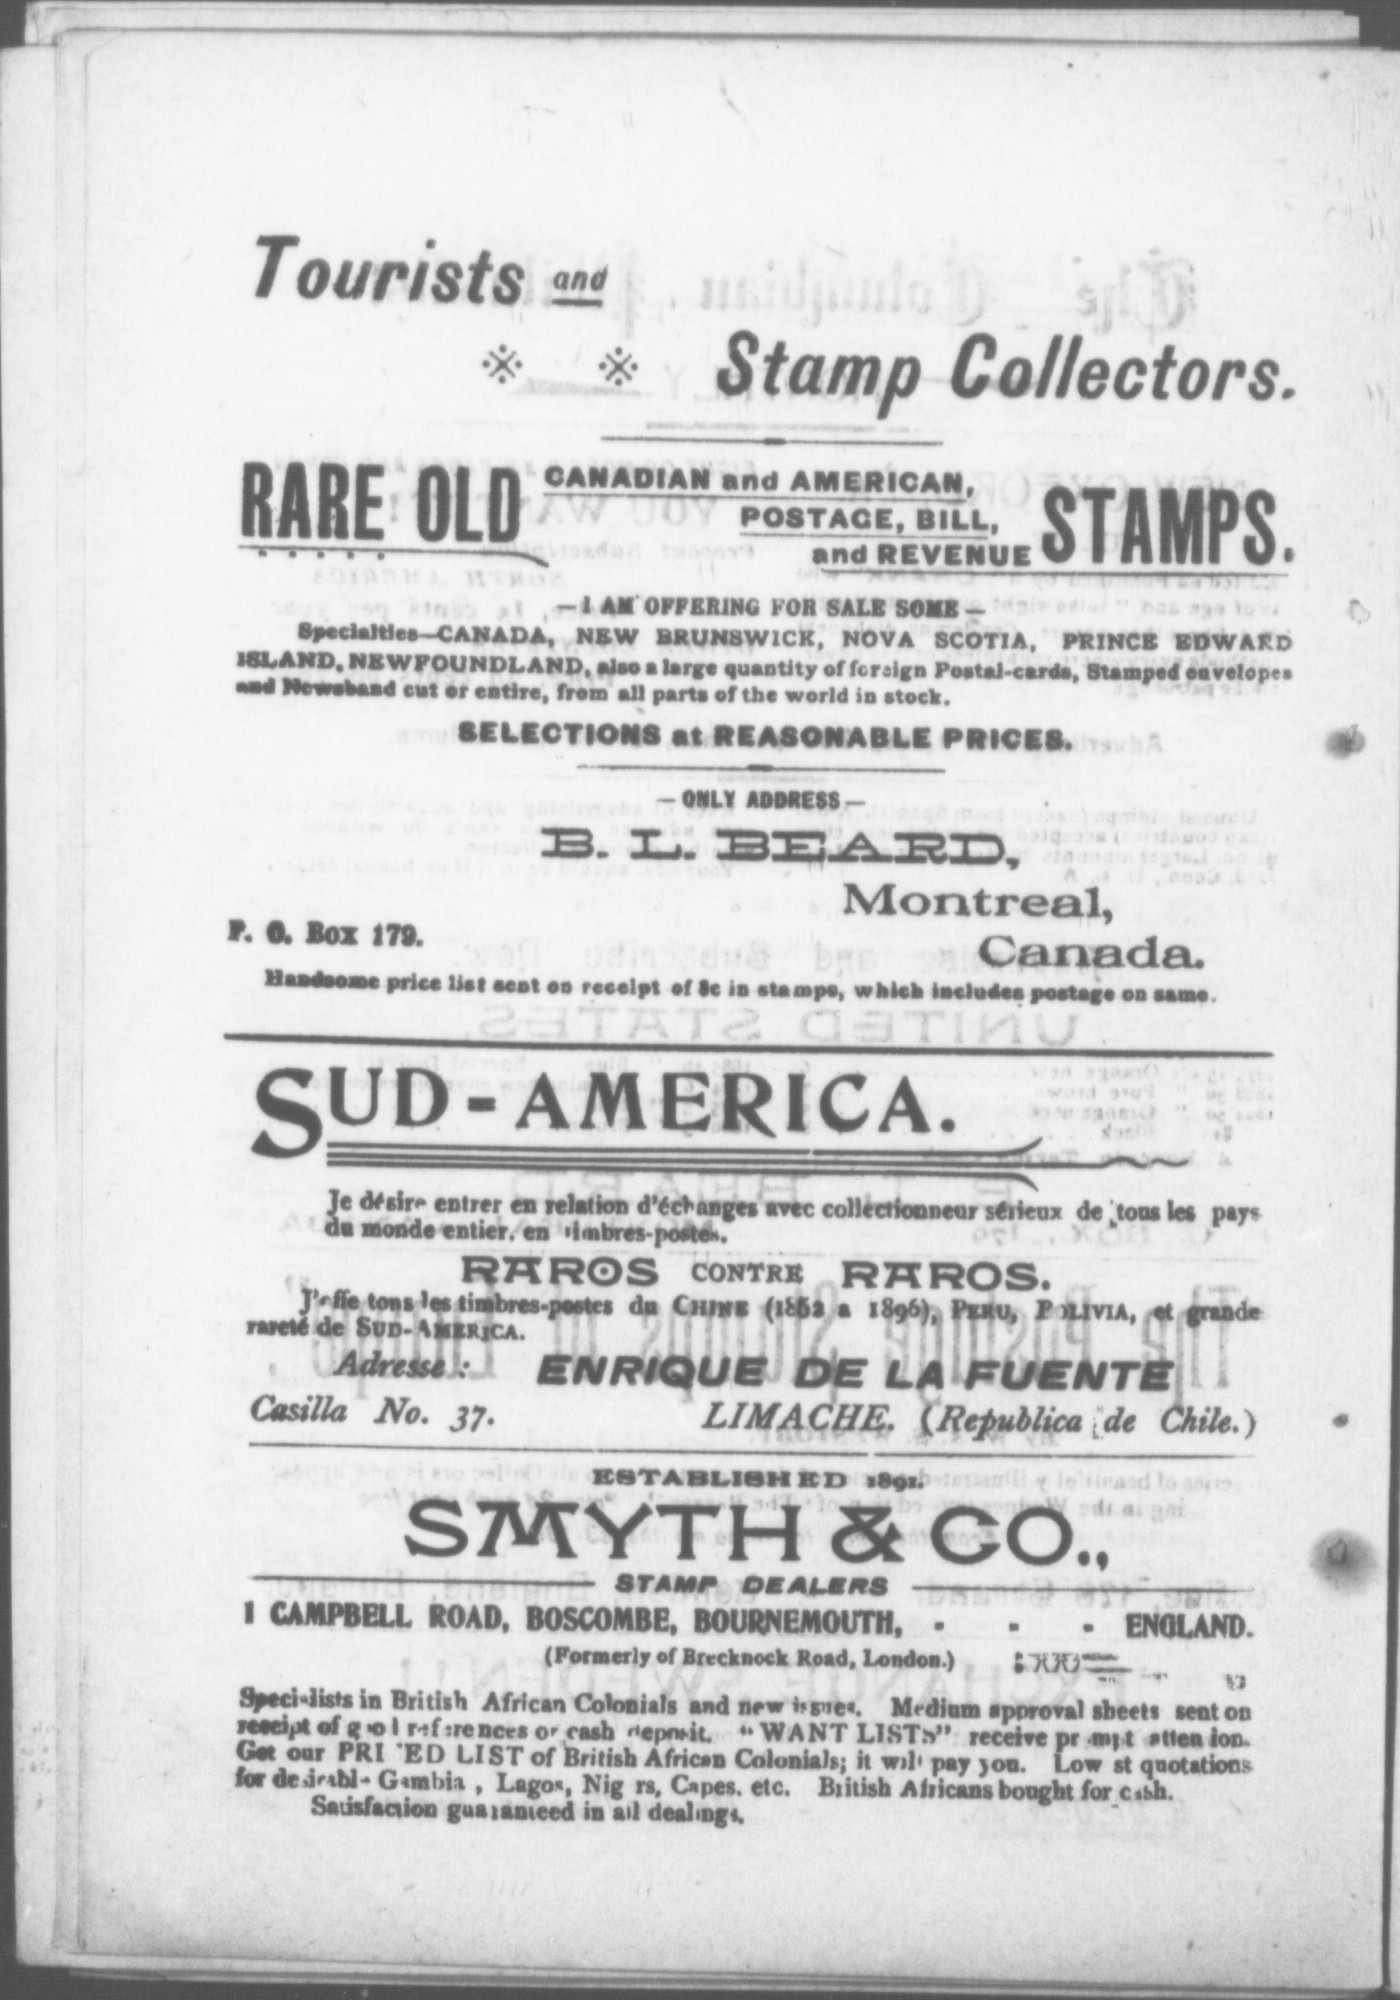 Tourists and
Stamp Collectors.
RARE OLD CANADIAN and AMERICAN, POSTAGE, BILL, and REVENUE STAMPS.
— I AM OFFERING FOR SALE SOME —
Specialties—CANADA, NEW BRUNSWICK, NOVA SCOTIA, PRINCE EDWARD
ISLAND, NEWFOUNDLAND, also a large quantity of foreign Postal-cards, Stamped envelopes
and Newsband cut or entire, from all parts of the world in stock.
SELECTIONS at REASONABLE PRICES.
— ONLY ADDRESS —
B. L. BEARD,
Montreal,
P. O. Box 179.
Canada.
Handsome price list sent on receipt of 8c in stamps, which includes postage on same.
SUD-AMERICA.
Je désire entrer en relation d'échanges avec collectionneur sérieux de tous les pays
du monde entier, en timbres-postes.
RAROS CONTRE RAROS.
J'offe tons les timbres-postes du CHINE (1852 a 1896), PERU, BOLIVIA, et grande
rareté de SUD-AMERICA.
Adresse : ENRIQUE DE LA FUENTE
Casilla No. 37. LIMACHE. (Republica de Chile.)
ESTABLISHED 1891.
SMYTH & CO.,
STAMP DEALERS
1 CAMPBELL ROAD, BOSCOMBE, BOURNEMOUTH, - - - ENGLAND.
(Formerly of Brecknock Road, London.)
Specialists in British African Colonials and new issues. Medium approval sheets sent on
receipt of good references or cash deposit. "WANT LISTS" receive prompt attention.
Get our PRICED LIST of British African Colonials; it will pay you. Lowest quotations
for desirable Gambia, Lagos, Nigers, Capes. etc. British Africans bought for cash.
Satisfaction guaranteed in all dealings.